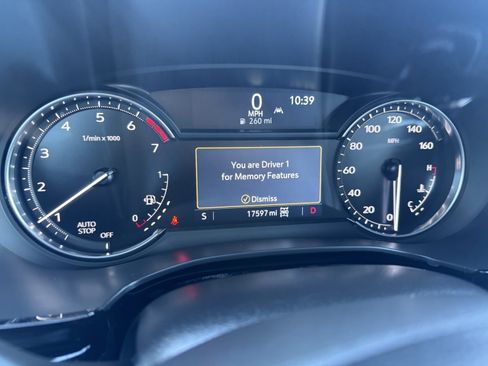 0
MPH
10:39
260 mi
1/min x 1000
1
2
3
4
5
6
7
AUTO
STOP OFF
1
0
You are Driver 1
for Memory Features
Dismiss
S 17597 mi D
MPH
0
20
40
60
80
100
120
140
160
H
C